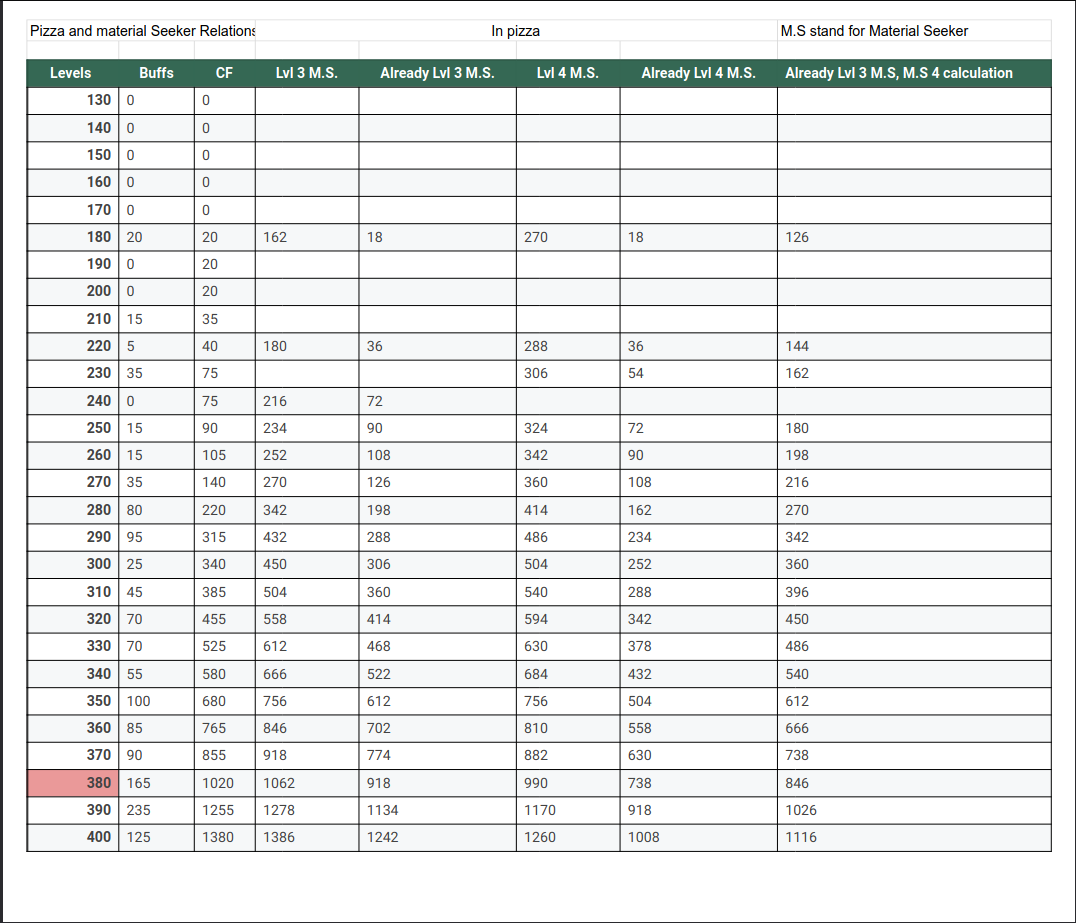 Pizza and material Seeker Relations In pizza M.S stand for Material Seeker
Levels Buffs CF Lvl 3 M.S. Already Lvl 3 M.S. Lvl 4 M.S. Already Lvl 4 M.S. Already Lvl 3 M.S, M.S 4 calculation
130 0 0
140 0 0
150 0 0
160 0 0
170 0 0
180 20 20 162 18 270 18 126
190 0 20
200 0 20
210 15 35
220 5 40 180 36 288 36 144
230 35 75 306 54 162
240 0 75 216 72
250 15 90 234 90 324 72 180
260 15 105 252 108 342 90 198
270 35 140 270 126 360 108 216
280 80 220 342 198 414 162 270
290 95 315 432 288 486 234 342
300 25 340 450 306 504 252 360
310 45 385 504 360 540 288 396
320 70 455 558 414 594 342 450
330 70 525 612 468 630 378 486
340 55 580 666 522 684 432 540
350 100 680 756 612 756 504 612
360 85 765 846 702 810 558 666
370 90 855 918 774 882 630 738
380 165 1020 1062 918 990 738 846
390 235 1255 1278 1134 1170 918 1026
400 125 1380 1386 1242 1260 1008 1116